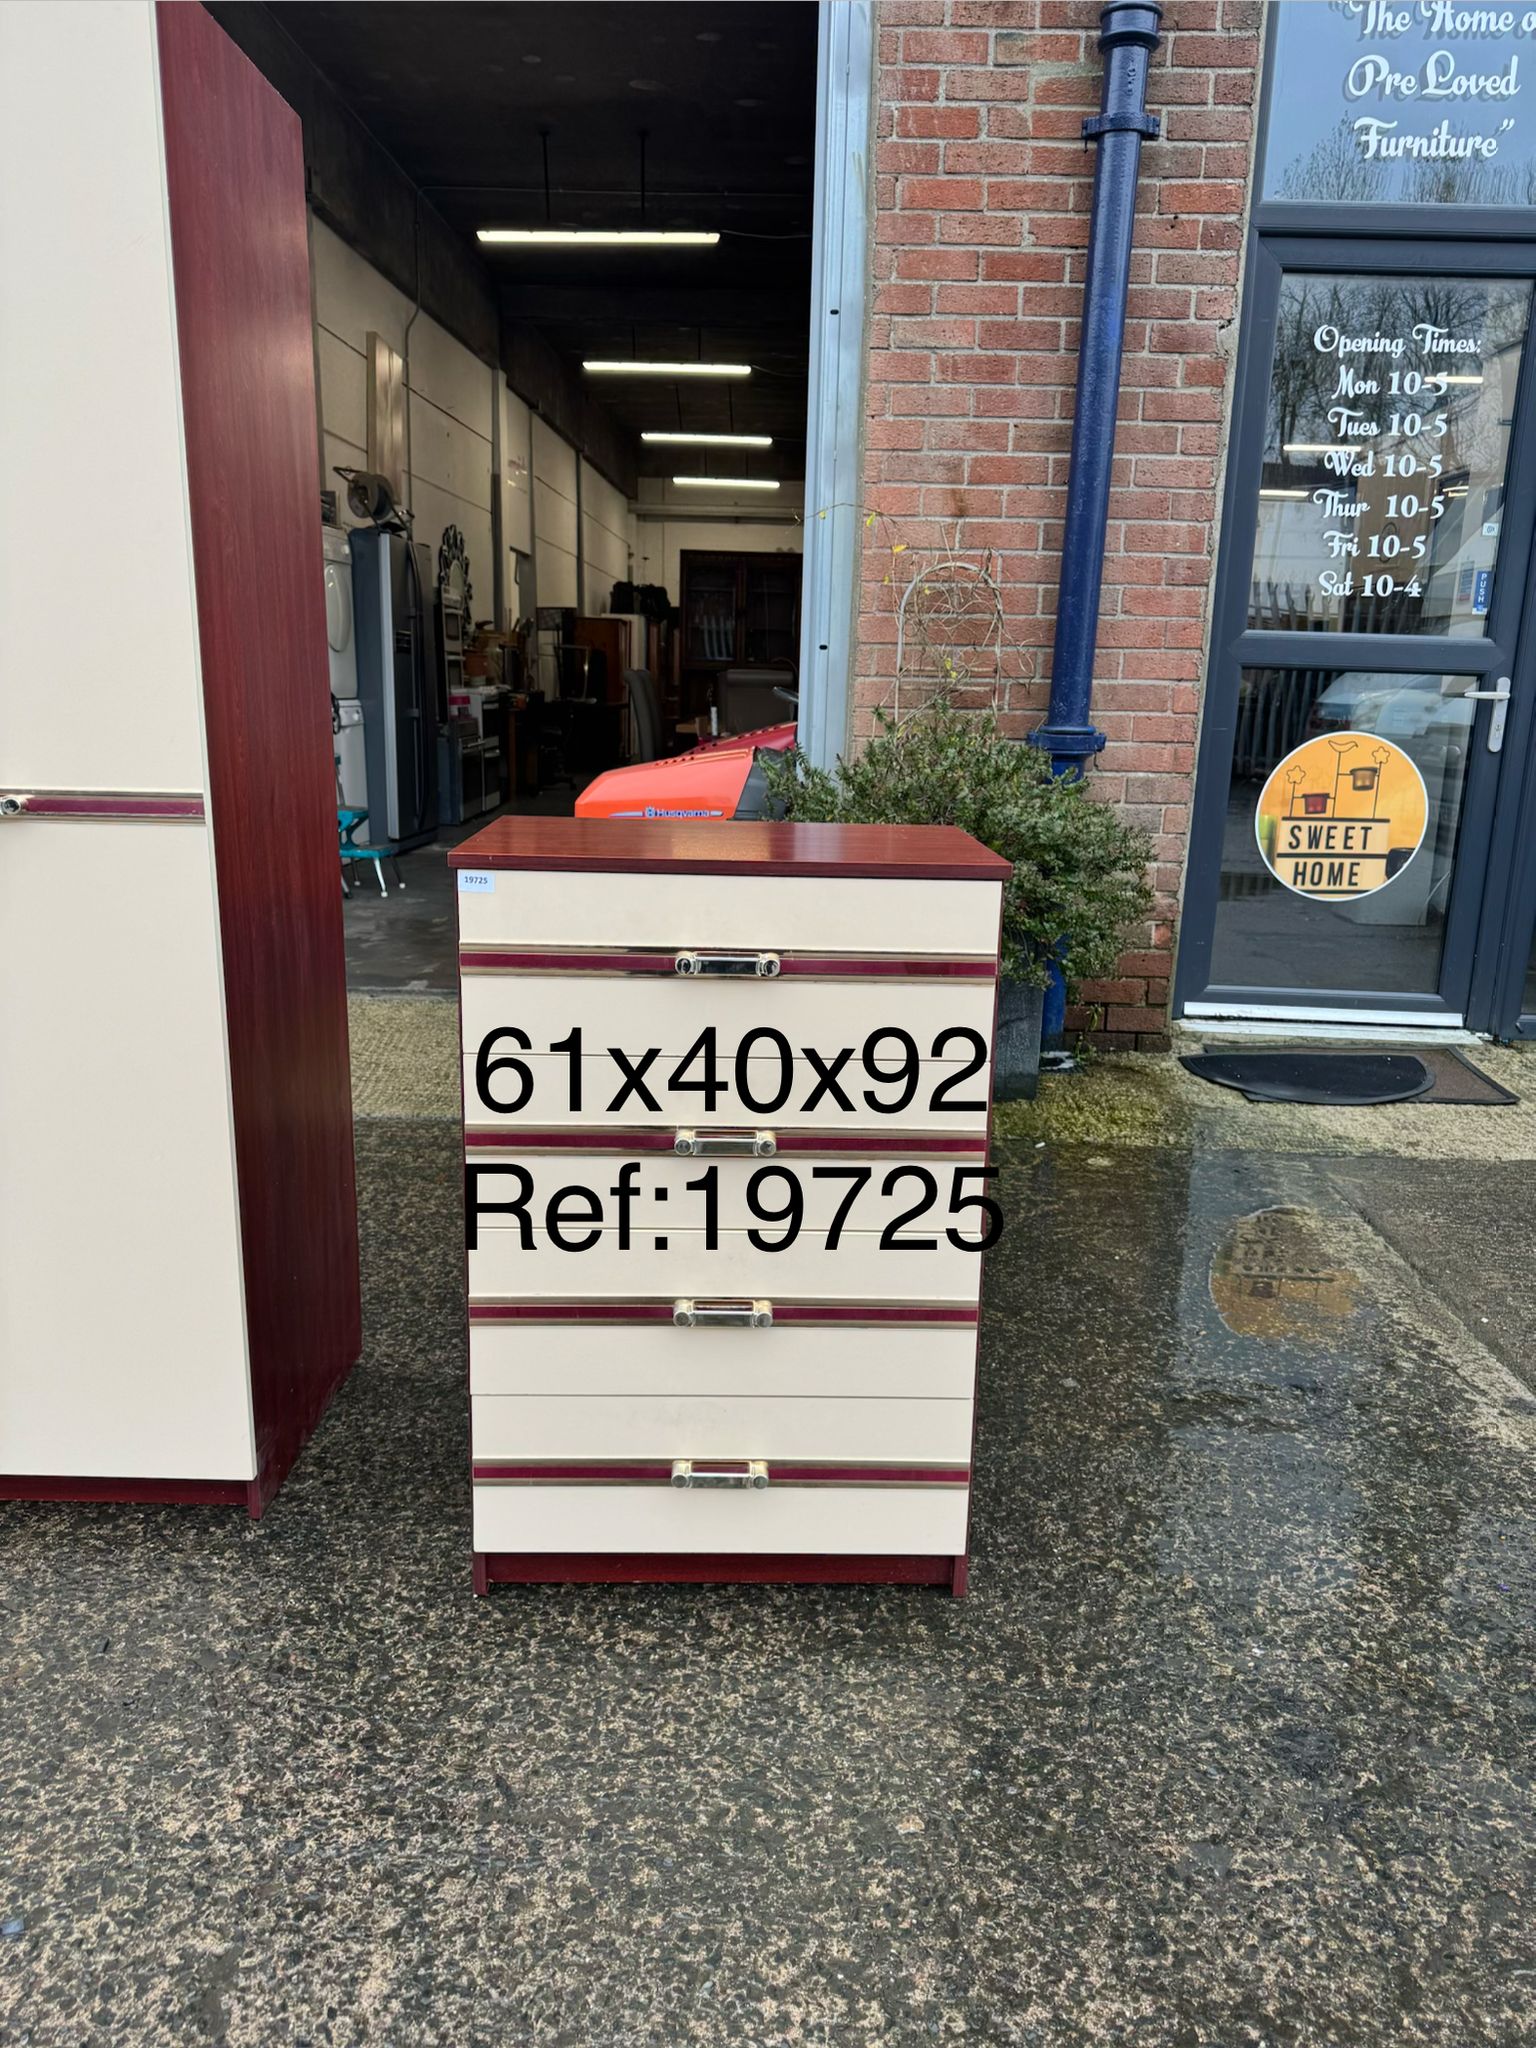 "The Home o
Pre Loved
Furniture"
Opening Times:
Mon 10-5
Tues 10-5
Wed 10-5
Thur 10-5
Fri 10-5
Sat 10-4
PUSH
Husqvarna
SWEET
HOME
19725
61x40x92
Ref:19725